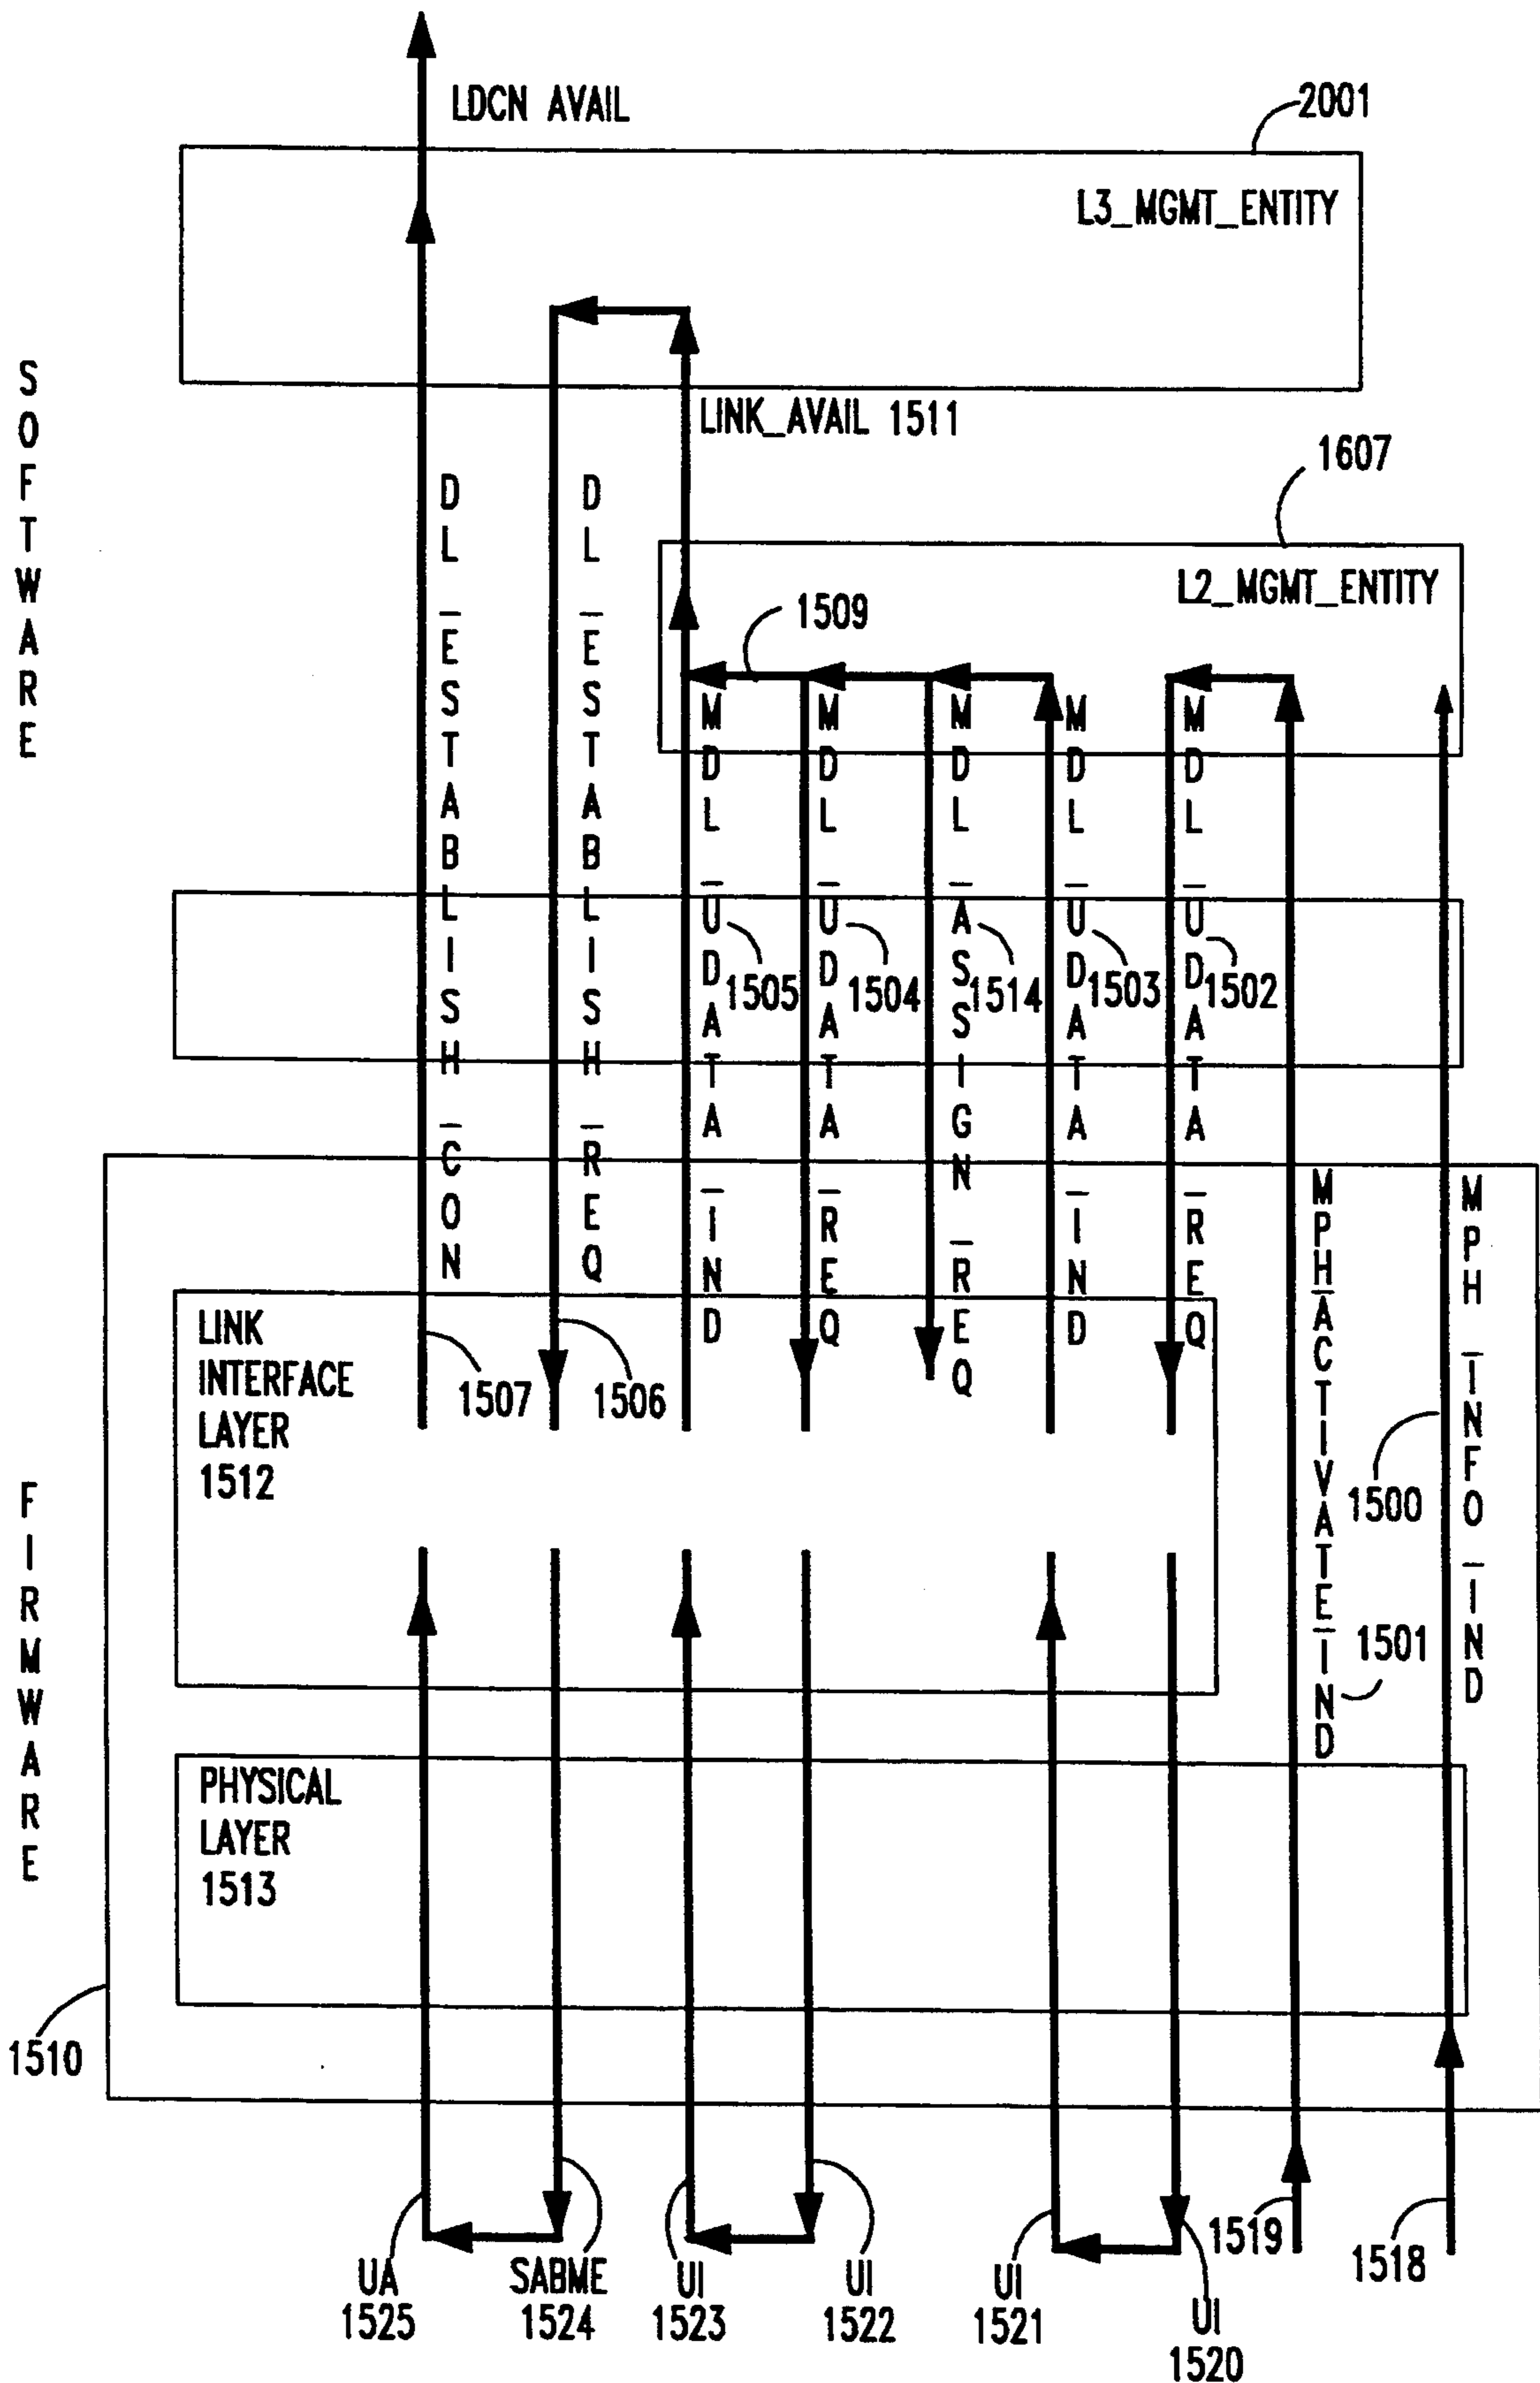 LDCN AVAIL
2001
L3_MGMT_ENTITY
SOFTWARE
LINK_AVAIL 1511
1607
L2_MGMT_ENTITY
1509
DL_ESTABLISH_CON
DL_ESTABLISH_REQ
MDL_UDATA_IND
MDL_UDATA_REQ
MDL_ASSIGN_REQ
MDL_UDATA_IND
MDL_UDATA_REQ
1505
1504
1514
1503
1502
MPH_ACTIVATE_IND
MPH_INFO_IND
LINK
INTERFACE
LAYER
1512
1507
1506
1500
1501
FIRMWARE
PHYSICAL
LAYER
1513
1510
1519
1518
UA
1525
SABME
1524
UI
1523
UI
1522
UI
1521
UI
1520